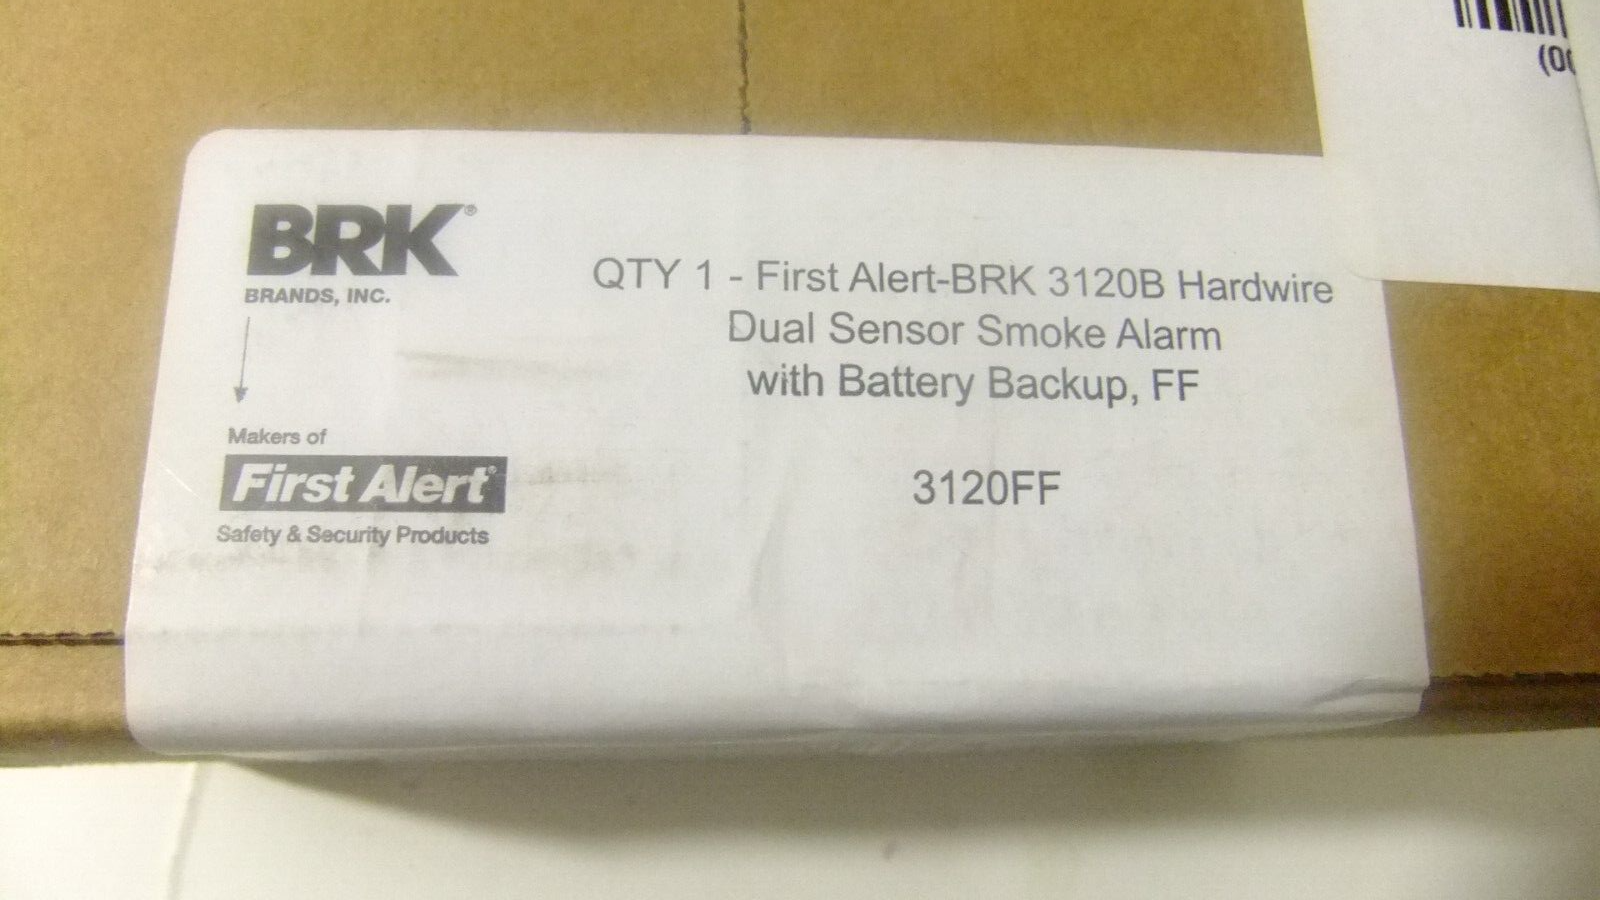 BRK®
BRANDS, INC.
Makers of
First Alert®
Safety & Security Products
QTY 1 - First Alert-BRK 3120B Hardwire
Dual Sensor Smoke Alarm
with Battery Backup, FF
3120FF
(00